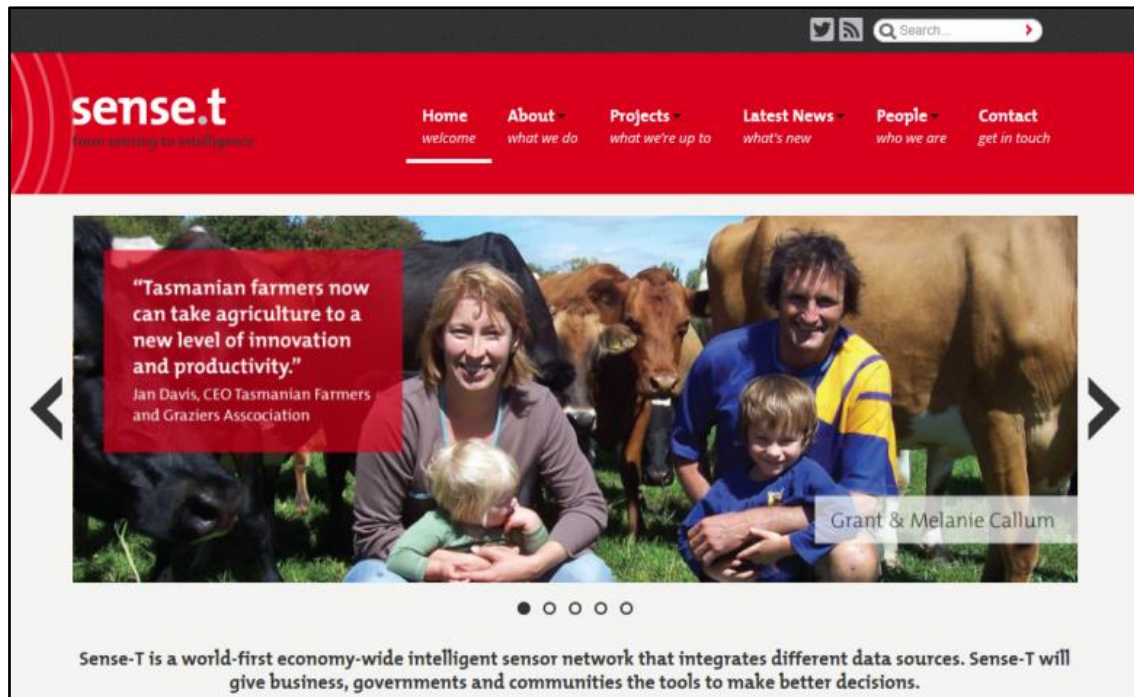 Search...
sense.t
from sensing to intelligence
Home About Projects Latest News People Contact
welcome what we do what we're up to what's new who we are get in touch
“Tasmanian farmers now
can take agriculture to a
new level of innovation
and productivity.”
Jan Davis, CEO Tasmanian Farmers
and Graziers Asscociation
Grant & Melanie Callum
Sense-T is a world-first economy-wide intelligent sensor network that integrates different data sources. Sense-T will
give business, governments and communities the tools to make better decisions.